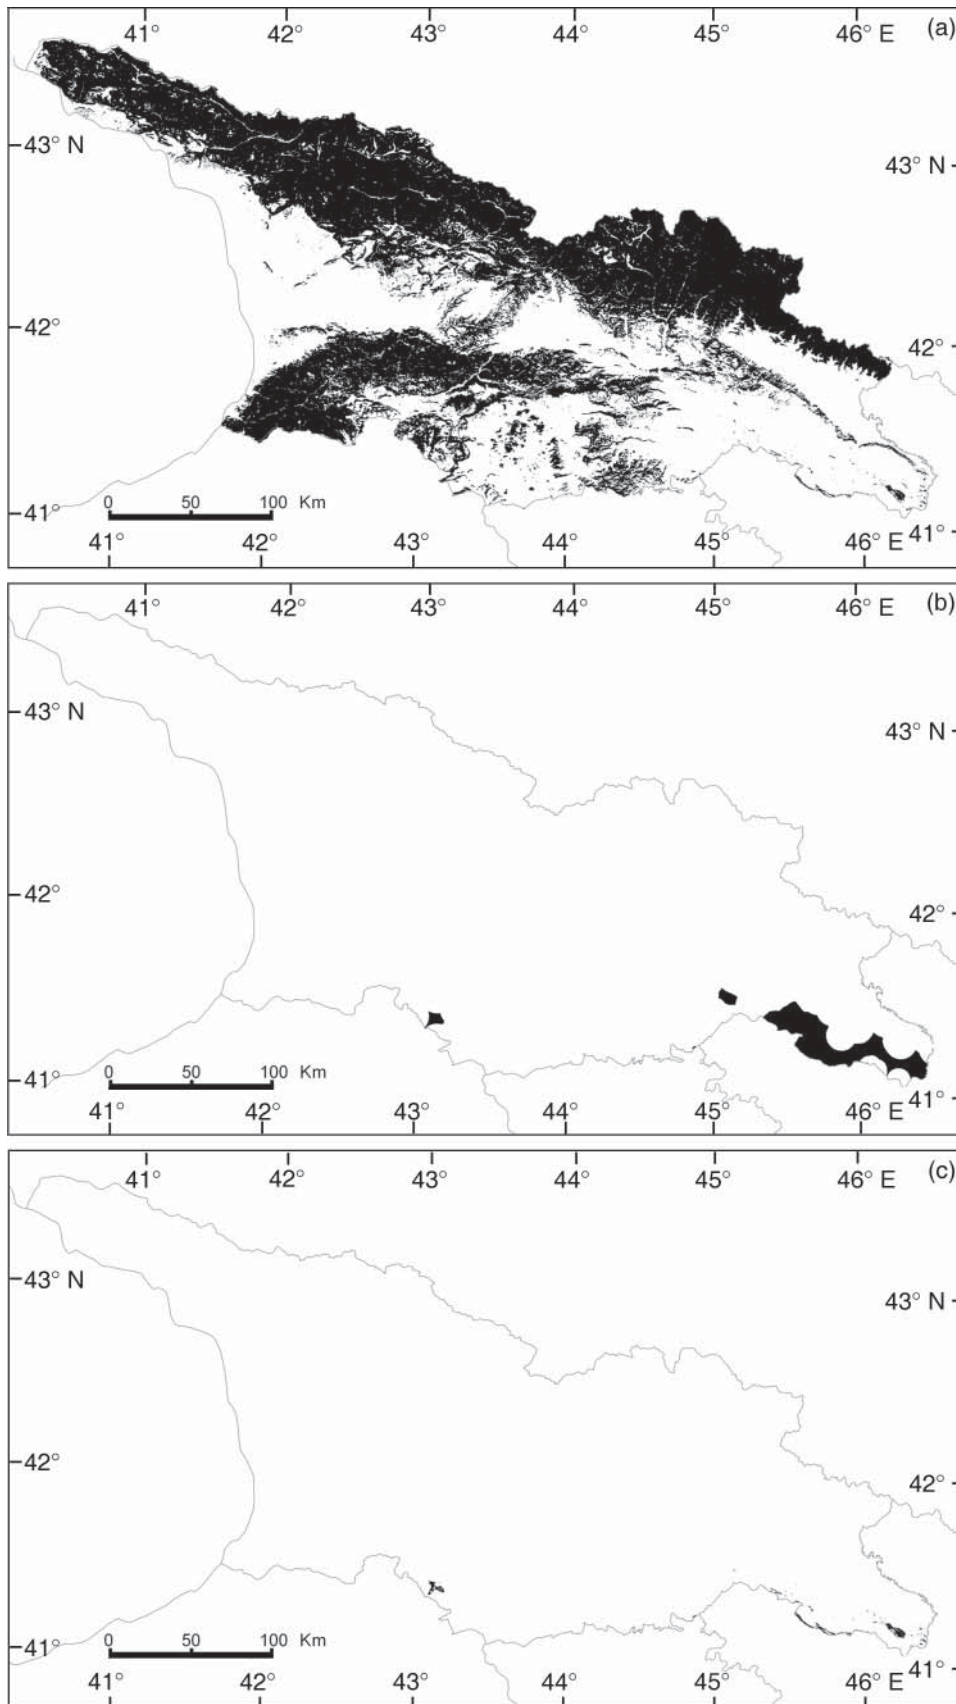 41° 42° 43° 44° 45° 46° E (a)
43° N 43° N
42° 42°
0 50 100 Km
41° 41°
41° 42° 43° 44° 45° 46° E
41° 42° 43° 44° 45° 46° E (b)
43° N 43° N
42° 42°
0 50 100 Km
41° 41°
41° 42° 43° 44° 45° 46° E
41° 42° 43° 44° 45° 46° E (c)
43° N 43° N
42° 42°
0 50 100 Km
41° 41°
41° 42° 43° 44° 45° 46° E